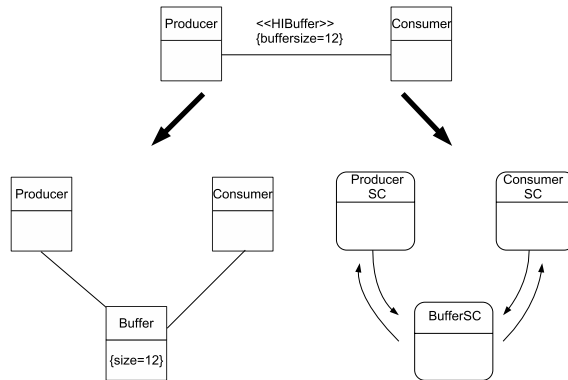 Producer
<<HIBuffer>>
{buffersize=12}
Consumer
Producer
Consumer
Buffer
{size=12}
Producer
SC
Consumer
SC
BufferSC